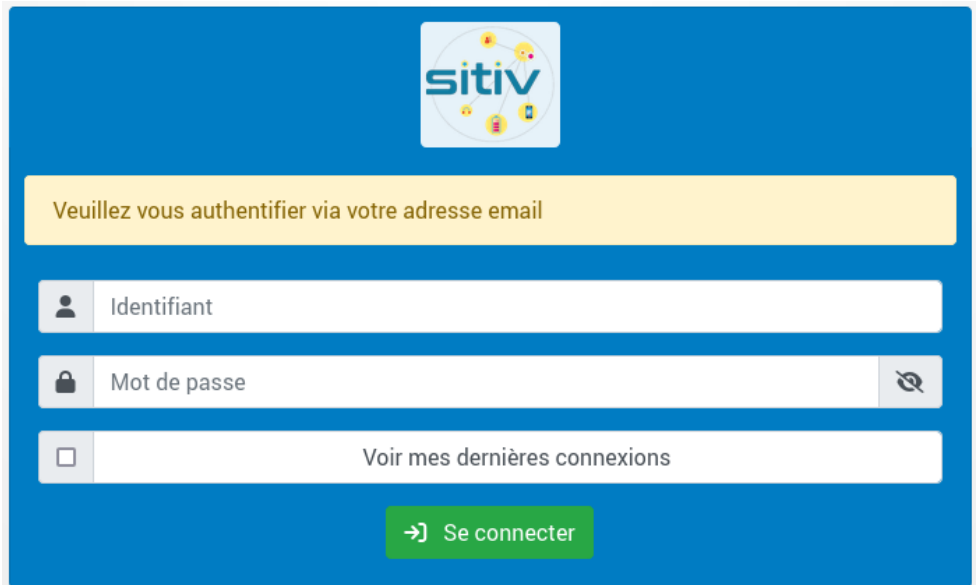 sitiv
Veuillez vous authentifier via votre adresse email
Identifiant
Mot de passe
Voir mes dernières connexions
Se connecter